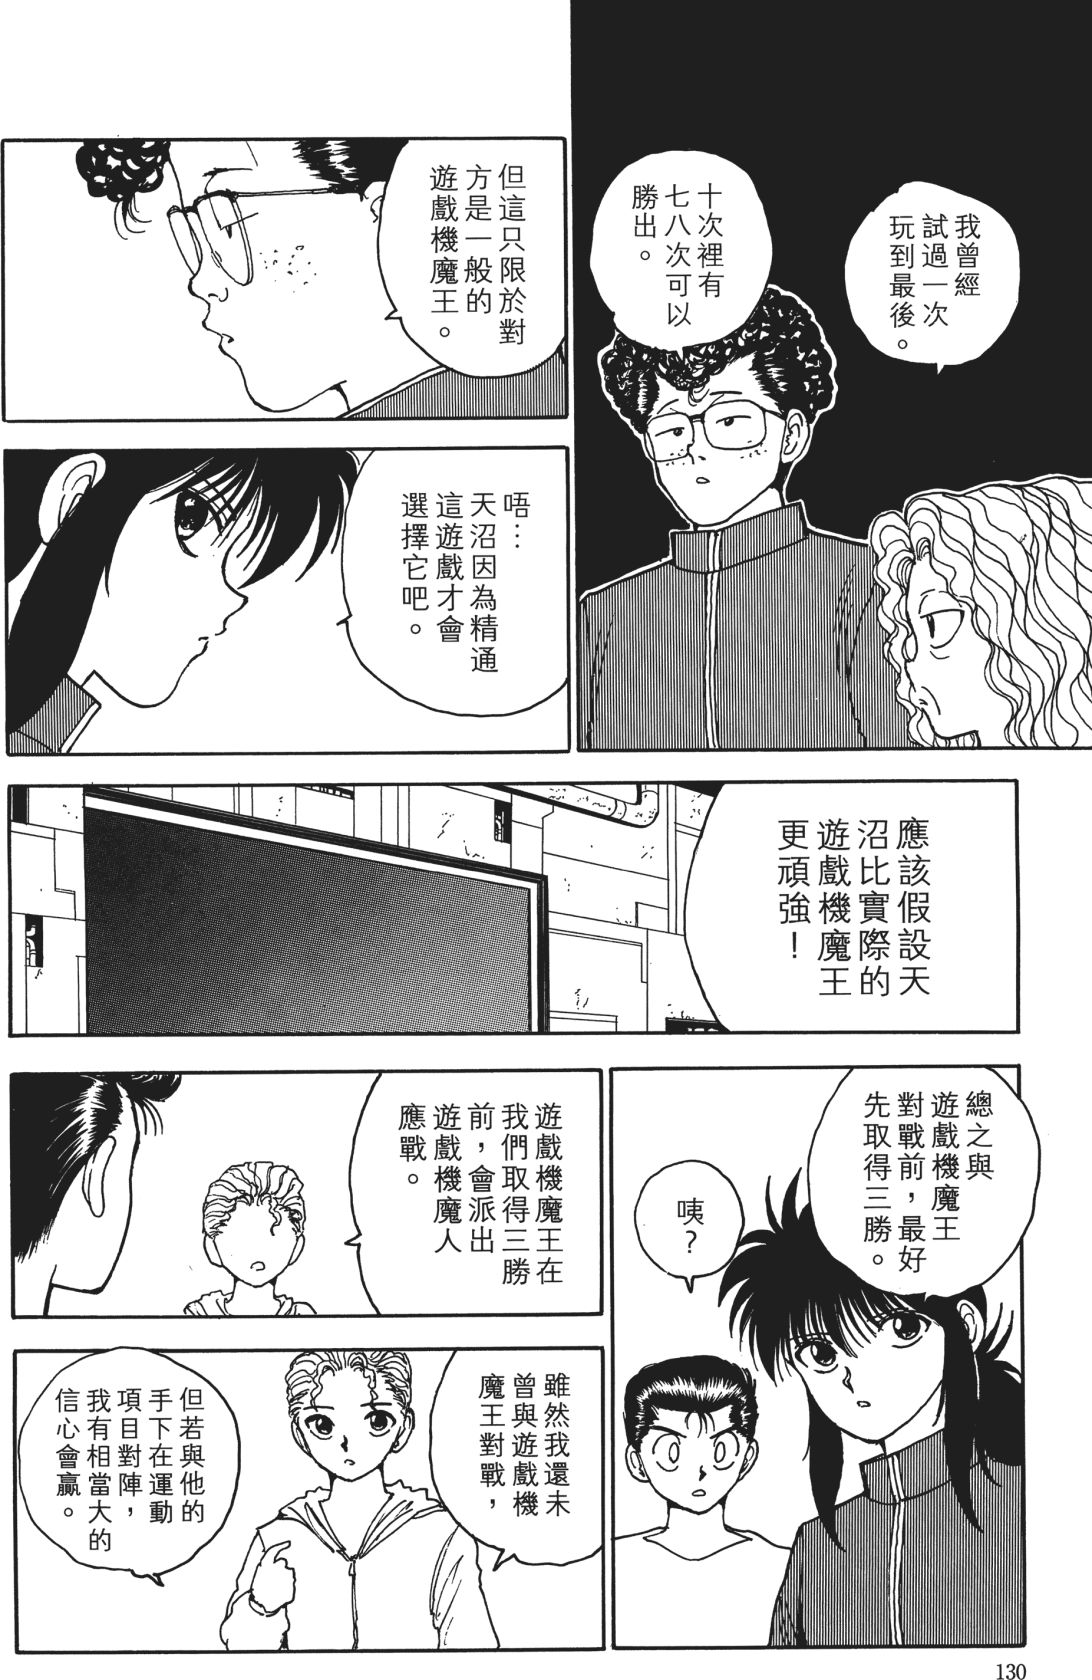 我曾經
試過一次
玩到最後。
十次裡有
七八次可以
勝出。
但這只限於對
方是一般的
遊戲機魔王。
唔…
天沼因為精通
這遊戲才會
選擇它吧。
應該假設天
沼比實際的
遊戲機魔王
更頑強！
總之與
遊戲機魔王
對戰前，最好
先取得三勝。
咦？
遊戲機魔王在
我們取得三勝
前，會派出
遊戲機魔人
應戰。
雖然我還未
曾與遊戲機
魔王對戰，
但若與他的
手下在運動
項目對陣，
我有相當大的
信心會贏。
130